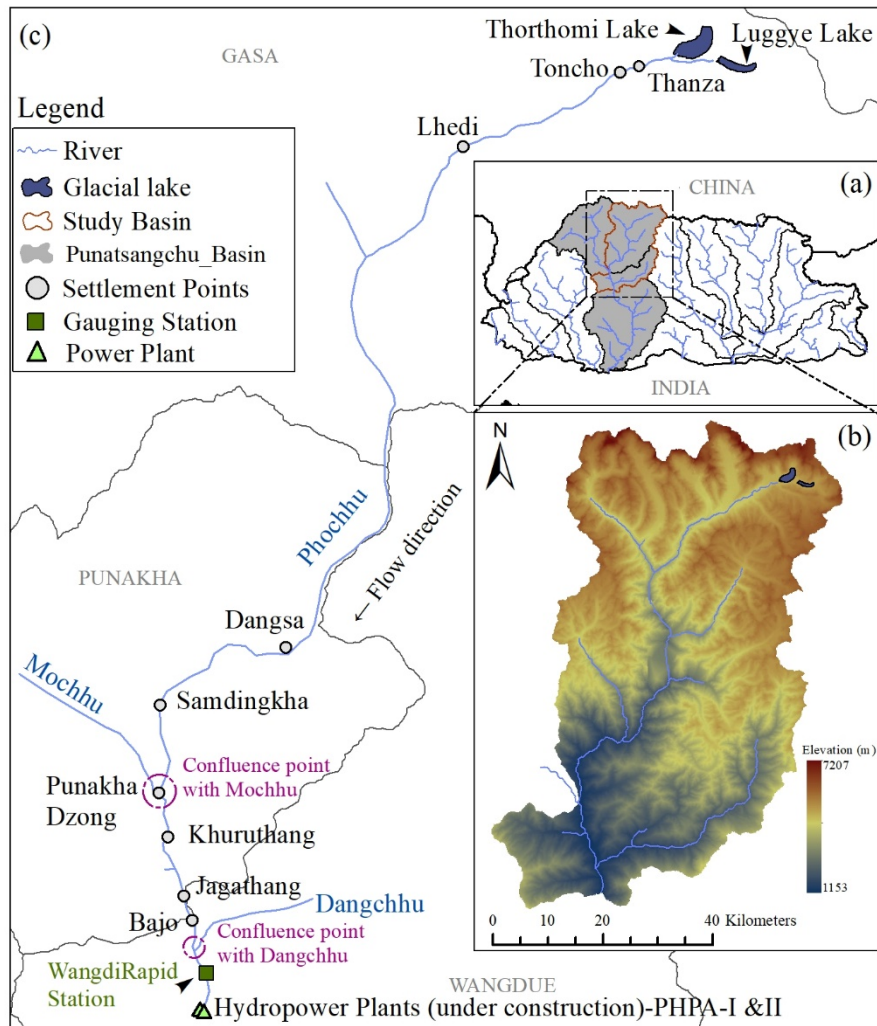 (c)
GASA
Thorthomi Lake
Luggye Lake
Toncho
Thanza
Lhedi
Legend
River
Glacial lake
Study Basin
Punatsangchu_Basin
Settlement Points
Gauging Station
Power Plant
(a)
CHINA
INDIA
(b)
N
Elevation (m)
7207
1153
0 10 20 40 Kilometers
Phochhu
← Flow direction
PUNAKHA
Dangsa
Mochhu
Samdingkha
Confluence point
with Mochhu
Punakha
Dzong
Khuruthang
Jagathang
Bajo
Dangchhu
Confluence point
with Dangchhu
WangdiRapid
Station
WANGDUE
Hydropower Plants (under construction)-PHPA-I &II